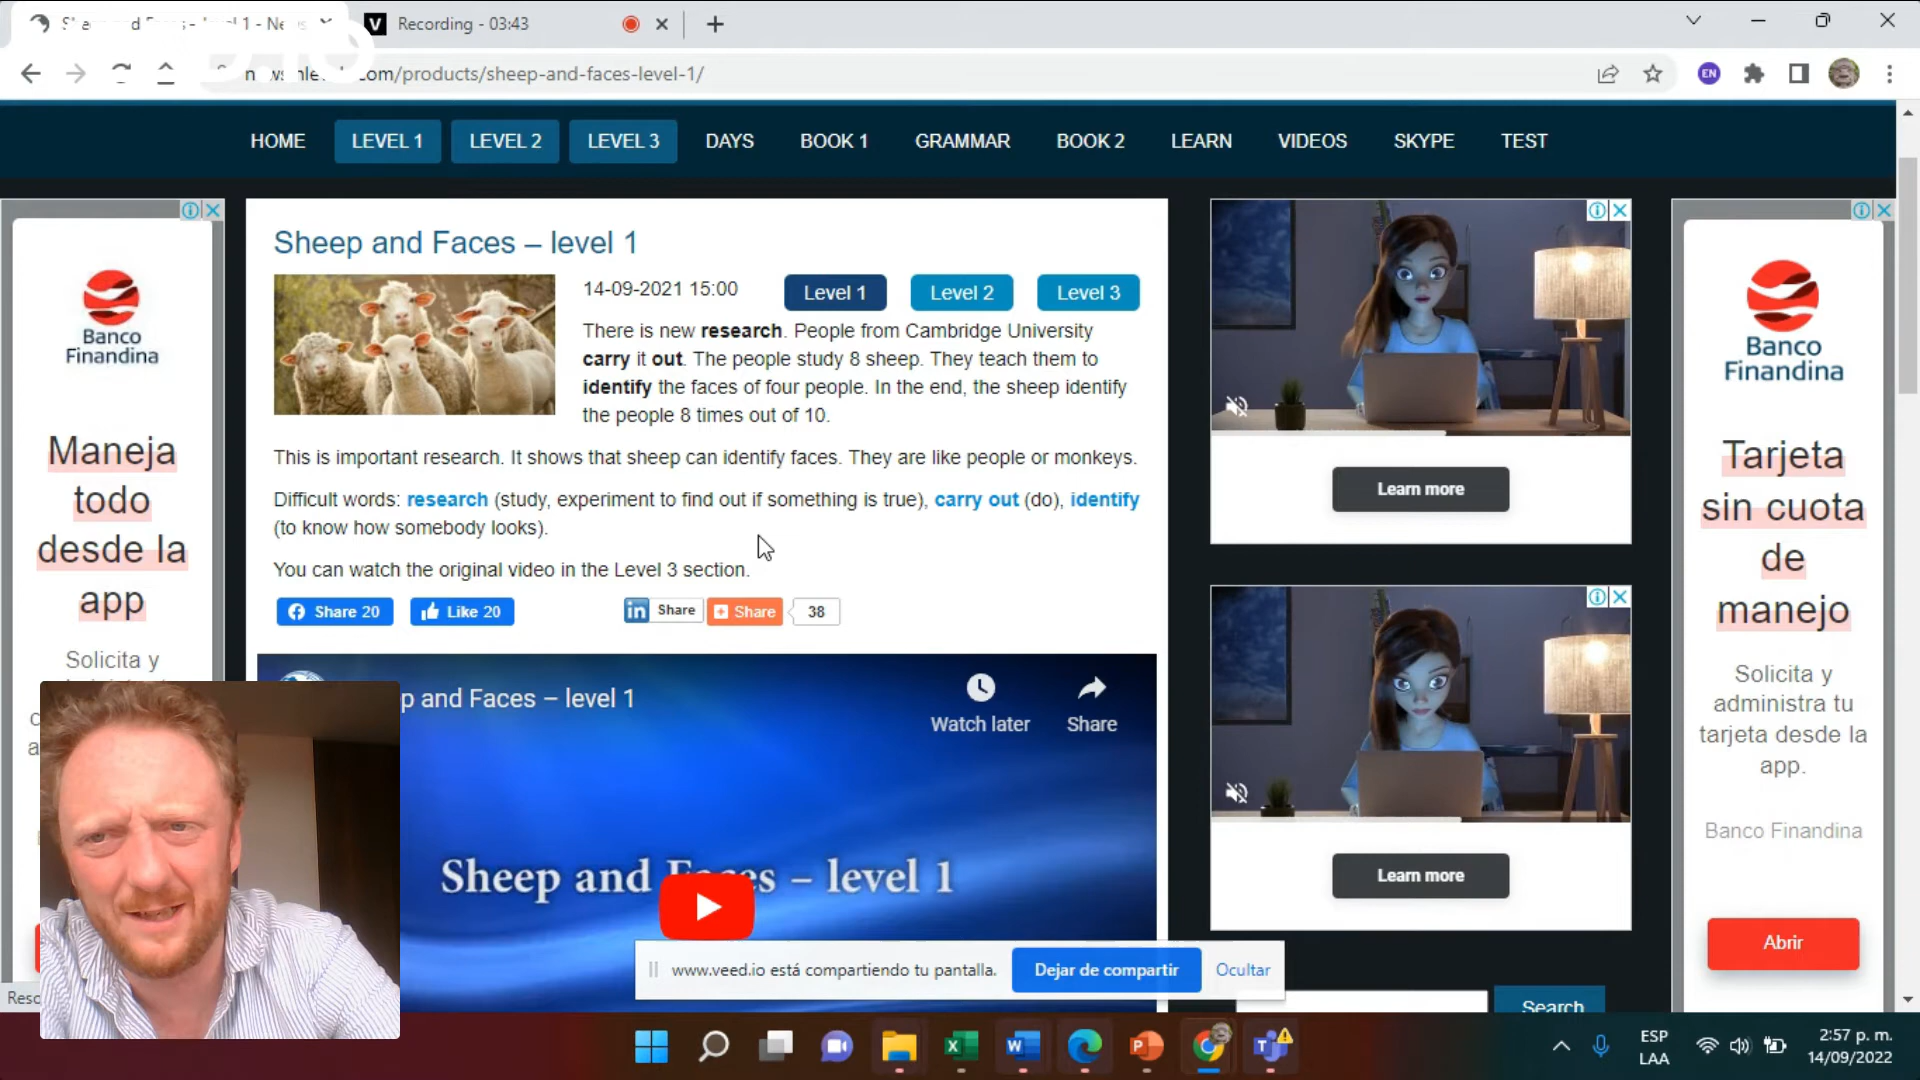 Recording - 03:43
om/products/sheep-and-faces-level-1/
EN
HOME
LEVEL 1
LEVEL 2
LEVEL 3
DAYS
BOOK 1
GRAMMAR
BOOK 2
LEARN
VIDEOS
SKYPE
TEST
Banco
Finandina
Maneja
todo
desde la
app
Solicita y
Sheep and Faces – level 1
14-09-2021 15:00
Level 1
Level 2
Level 3
There is new research. People from Cambridge University
carry it out. The people study 8 sheep. They teach them to
identify the faces of four people. In the end, the sheep identify
the people 8 times out of 10.
This is important research. It shows that sheep can identify faces. They are like people or monkeys.
Difficult words: research (study, experiment to find out if something is true), carry out (do), identify
(to know how somebody looks).
You can watch the original video in the Level 3 section.
Share 20
Like 20
Share
Share
38
p and Faces – level 1
Watch later
Share
Sheep and Faces – level 1
Learn more
Learn more
Banco
Finandina
Tarjeta
sin cuota
de
manejo
Solicita y
administra tu
tarjeta desde la
app.
Banco Finandina
Abrir
www.veed.io está compartiendo tu pantalla.
Dejar de compartir
Ocultar
Search
ESP
LAA
2:57 p. m.
14/09/2022